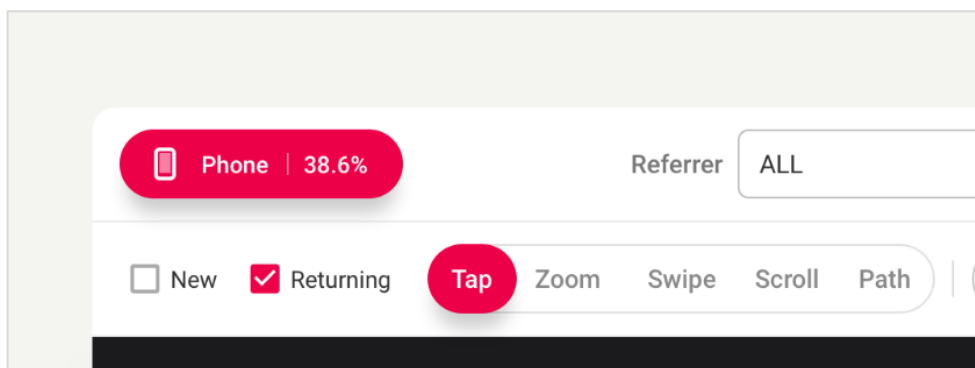 Phone | 38.6% Referrer ALL
New Returning Tap Zoom Swipe Scroll Path